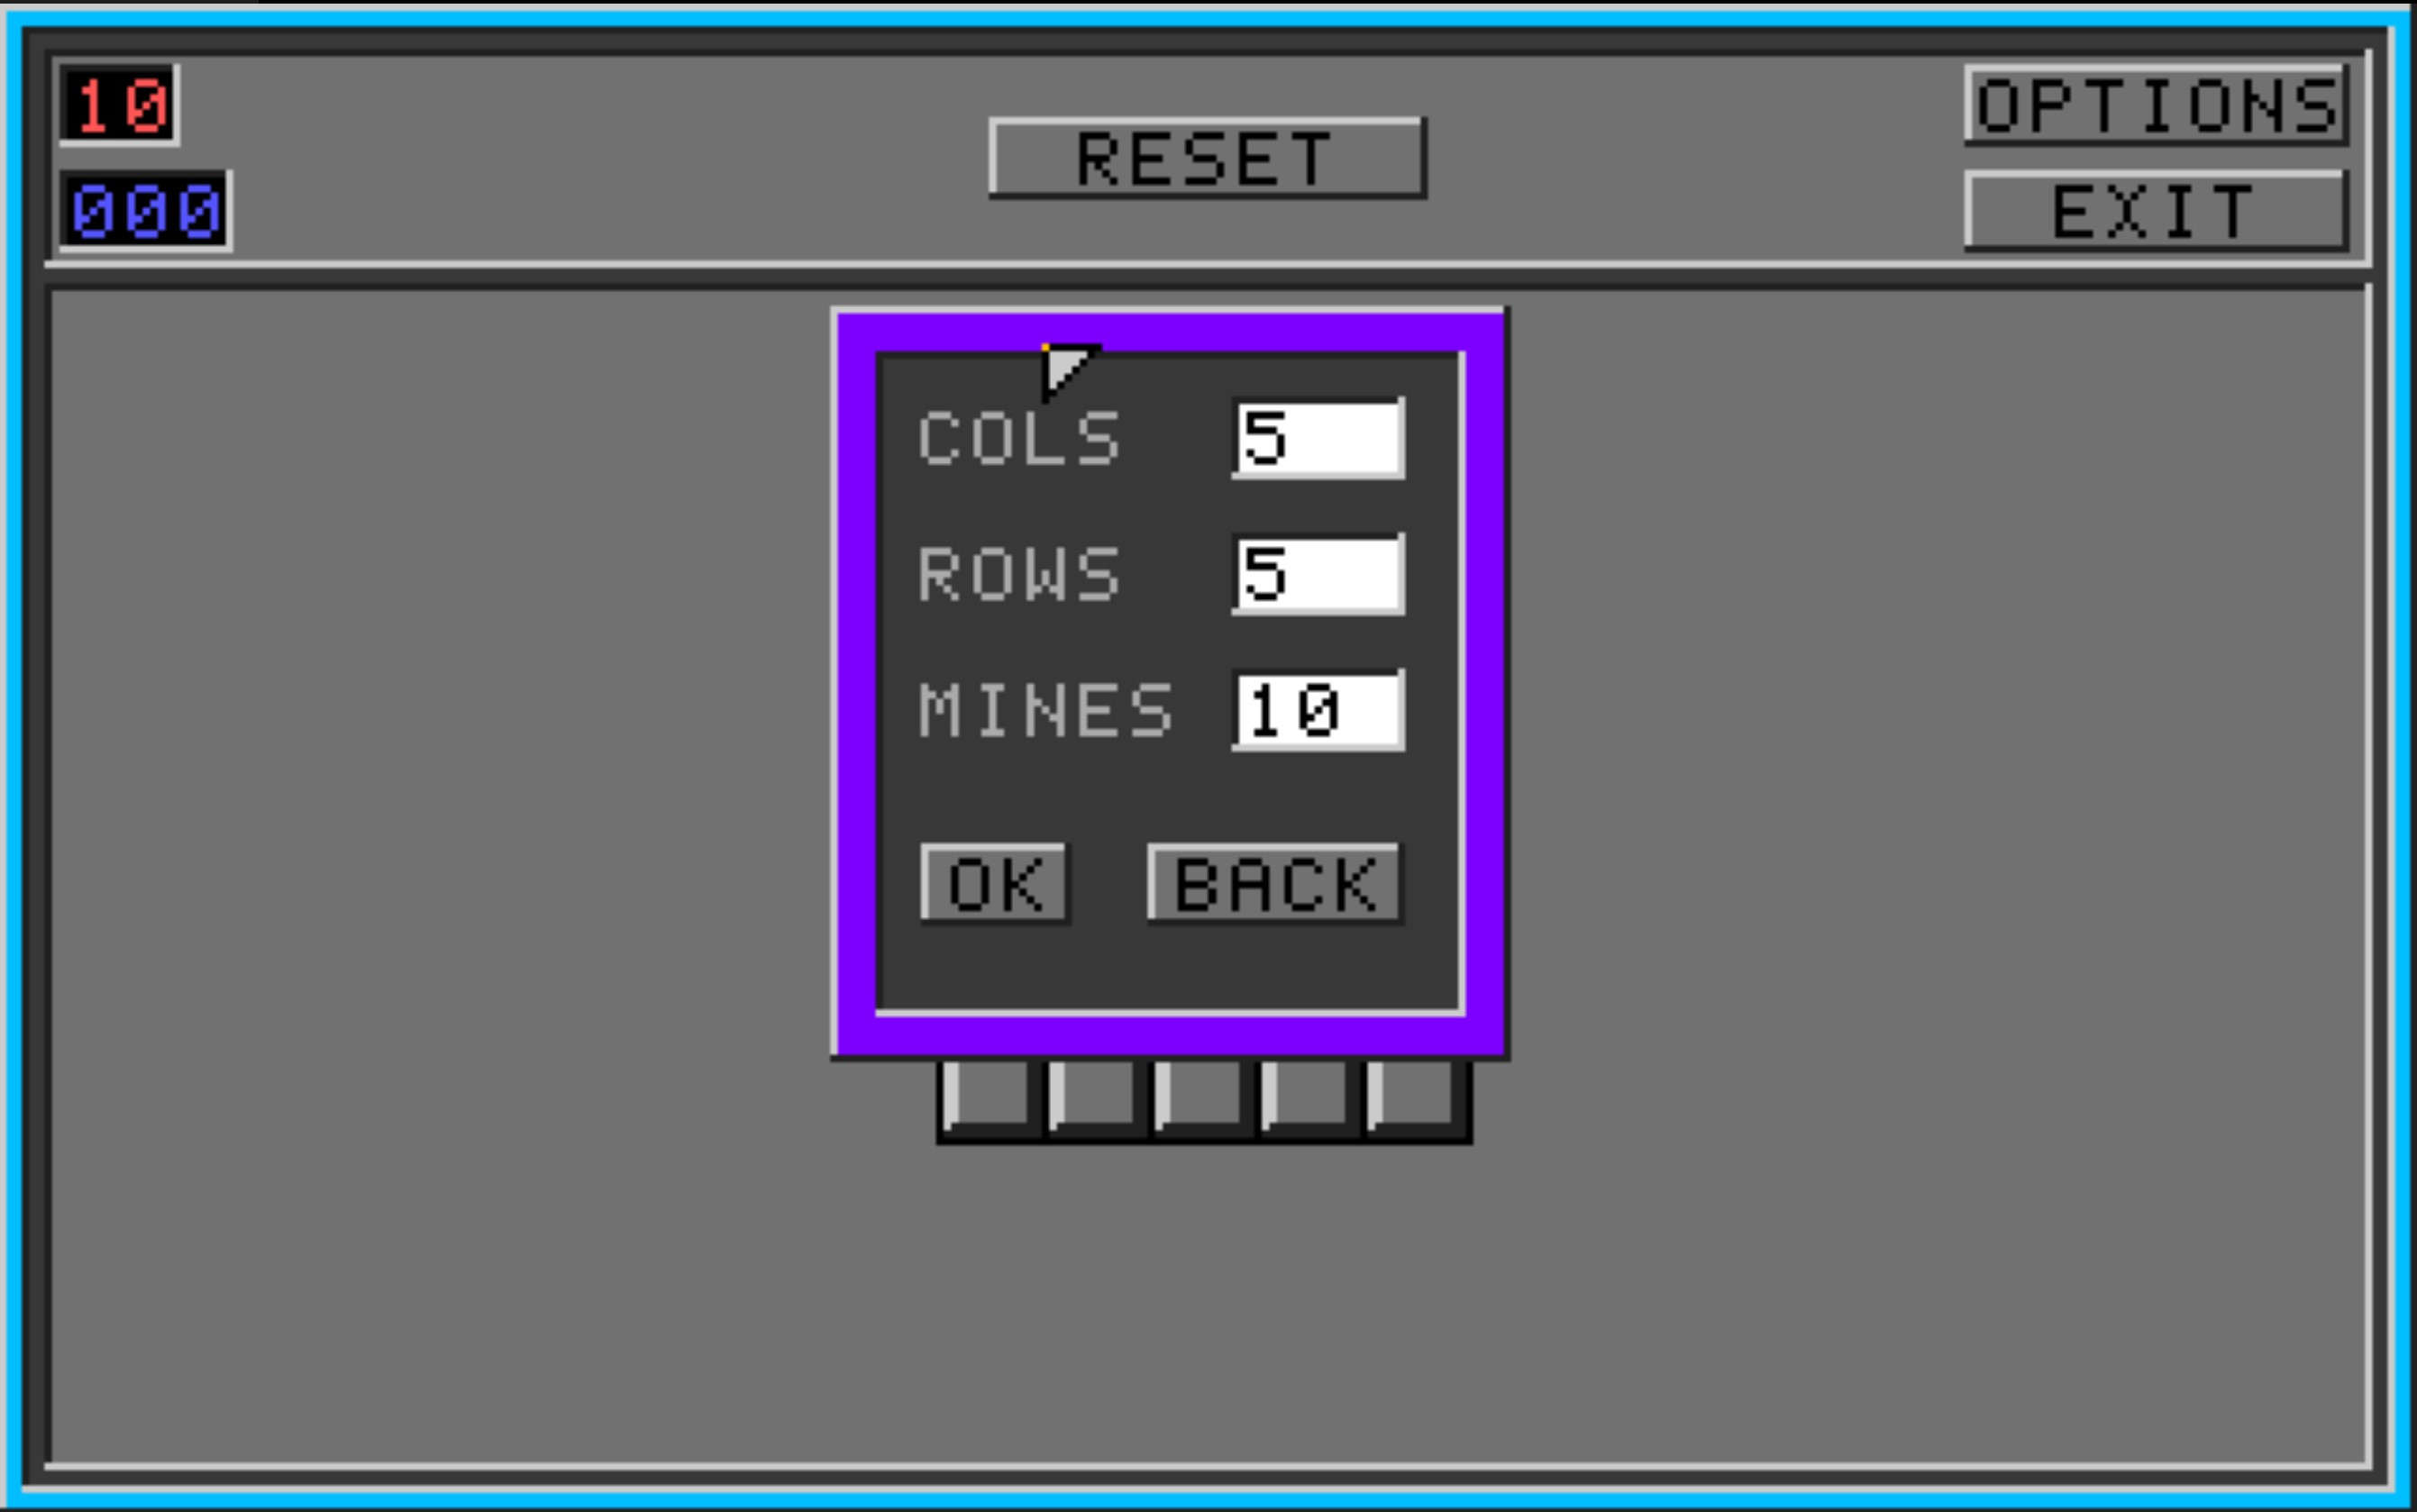 10
OPTIONS
RESET
000
EXIT
COLS 5
ROWS 5
MINES 10
OK BACK